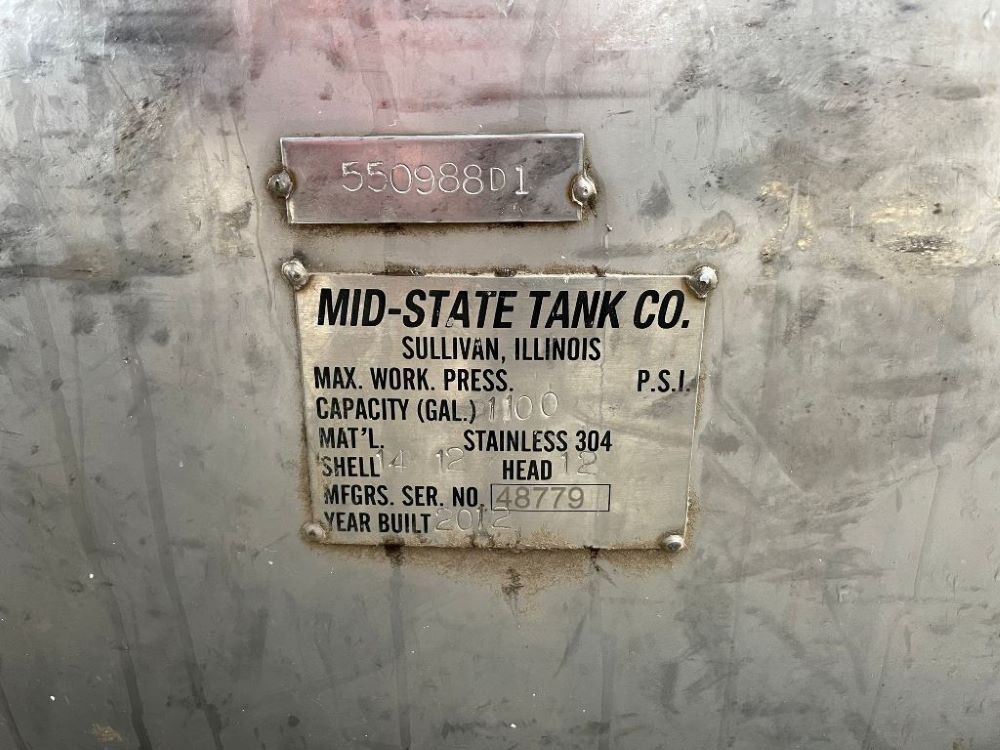 550988D1
MID-STATE TANK CO.
SULLIVAN, ILLINOIS
MAX. WORK. PRESS. P.S.I.
CAPACITY (GAL.) 1100
MAT'L. STAINLESS 304
SHELL 14 12 HEAD 12
MFGRS. SER. NO. 48779
YEAR BUILT 2012